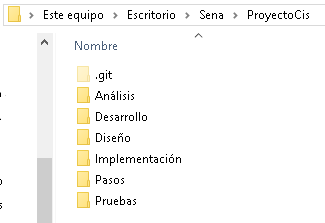 Este equipo > Escritorio > Sena > ProyectoCis
Nombre
.git
Análisis
Desarrollo
Diseño
Implementación
Pasos
Pruebas